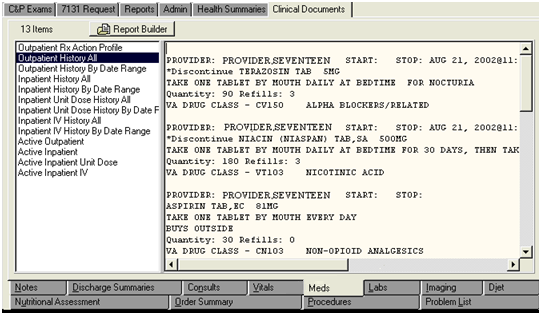 C&P Exams 7131 Request Reports Admin Health Summaries Clinical Documents
13 Items Report Builder
Outpatient Rx Action Profile
Outpatient History All
Outpatient History By Date Range
Inpatient History All
Inpatient History By Date Range
Inpatient Unit Dose History All
Inpatient Unit Dose History By Date F
Inpatient IV History All
Inpatient IV History By Date Range
Active Outpatient
Active Inpatient
Active Inpatient Unit Dose
Active Inpatient IV
PROVIDER: PROVIDER,SEVENTEEN START: STOP: AUG 21, 2002@11:
*Discontinue TERAZOSIN TAB 5MG
TAKE ONE TABLET BY MOUTH DAILY AT BEDTIME FOR NOCTURIA
Quantity: 90 Refills: 3
VA DRUG CLASS - CV150 ALPHA BLOCKERS/RELATED
PROVIDER: PROVIDER,SEVENTEEN START: STOP: AUG 21, 2002@11:
*Discontinue NIACIN (NIASPAN) TAB,SA 500MG
TAKE ONE TABLET BY MOUTH DAILY AT BEDTIME FOR 30 DAYS, THEN TAK
Quantity: 180 Refills: 3
VA DRUG CLASS - VT103 NICOTINIC ACID
PROVIDER: PROVIDER,SEVENTEEN START: STOP:
ASPIRIN TAB,EC 81MG
TAKE ONE TABLET BY MOUTH EVERY DAY
BUYS OUTSIDE
Quantity: 30 Refills: 0
VA DRUG CLASS - CN103 NON-OPIOID ANALGESICS
Notes Discharge Summaries Consults Vitals Meds Labs Imaging Diet
Nutritional Assessment Order Summary Procedures Problem List